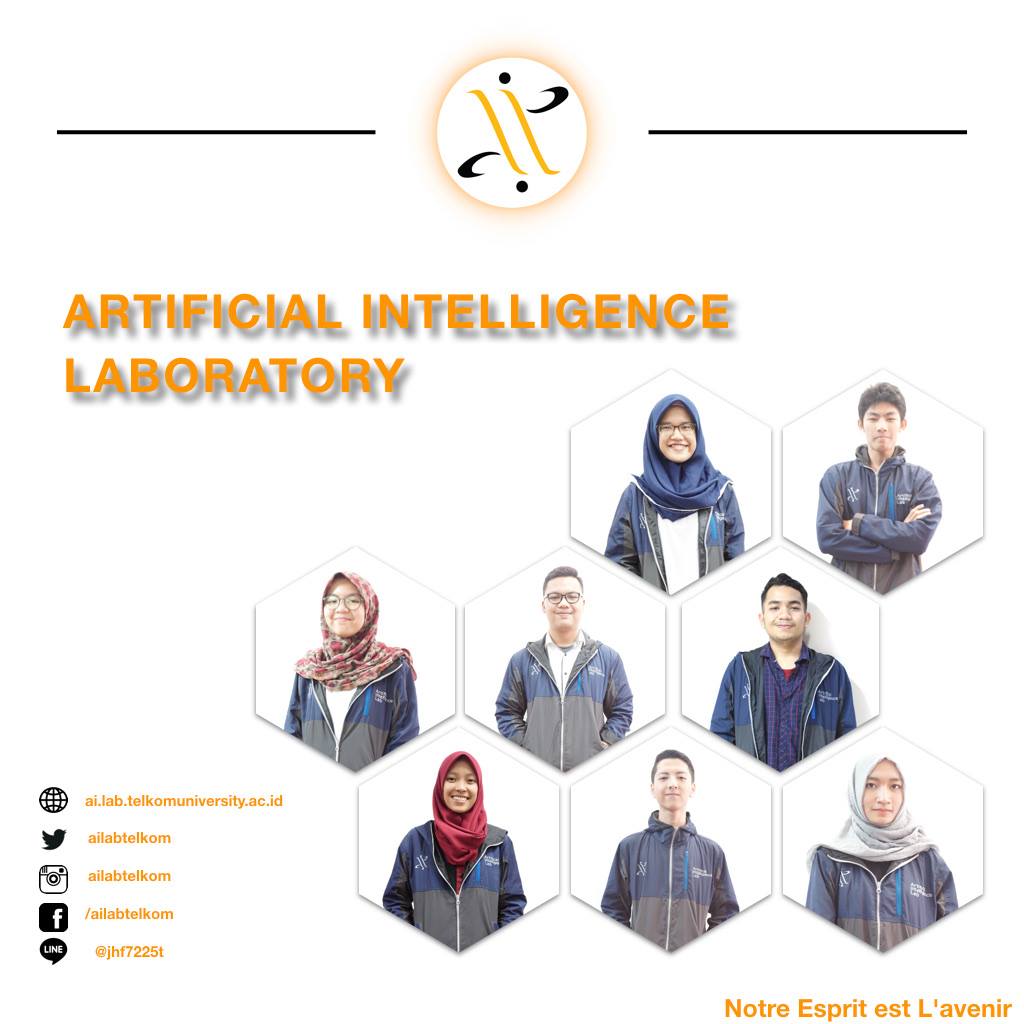 ARTIFICIAL INTELLIGENCE
LABORATORY
ai.lab.telkomuniversity.ac.id
ailabtelkom
ailabtelkom
/ailabtelkom
LINE
@jhf7225t
Notre Esprit est L'avenir